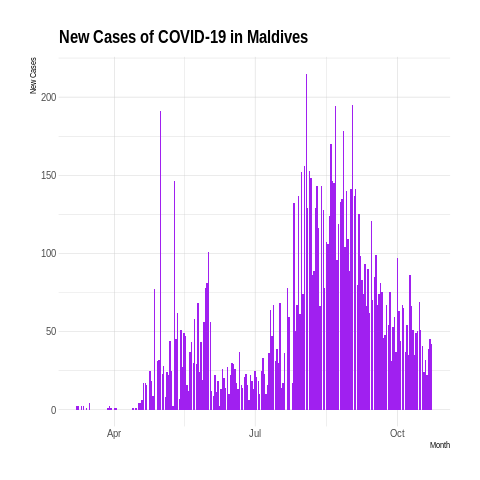 New Cases of COVID-19 in Maldives
New Cases
200
150
100
50
0
Apr
Jul
Oct
Month